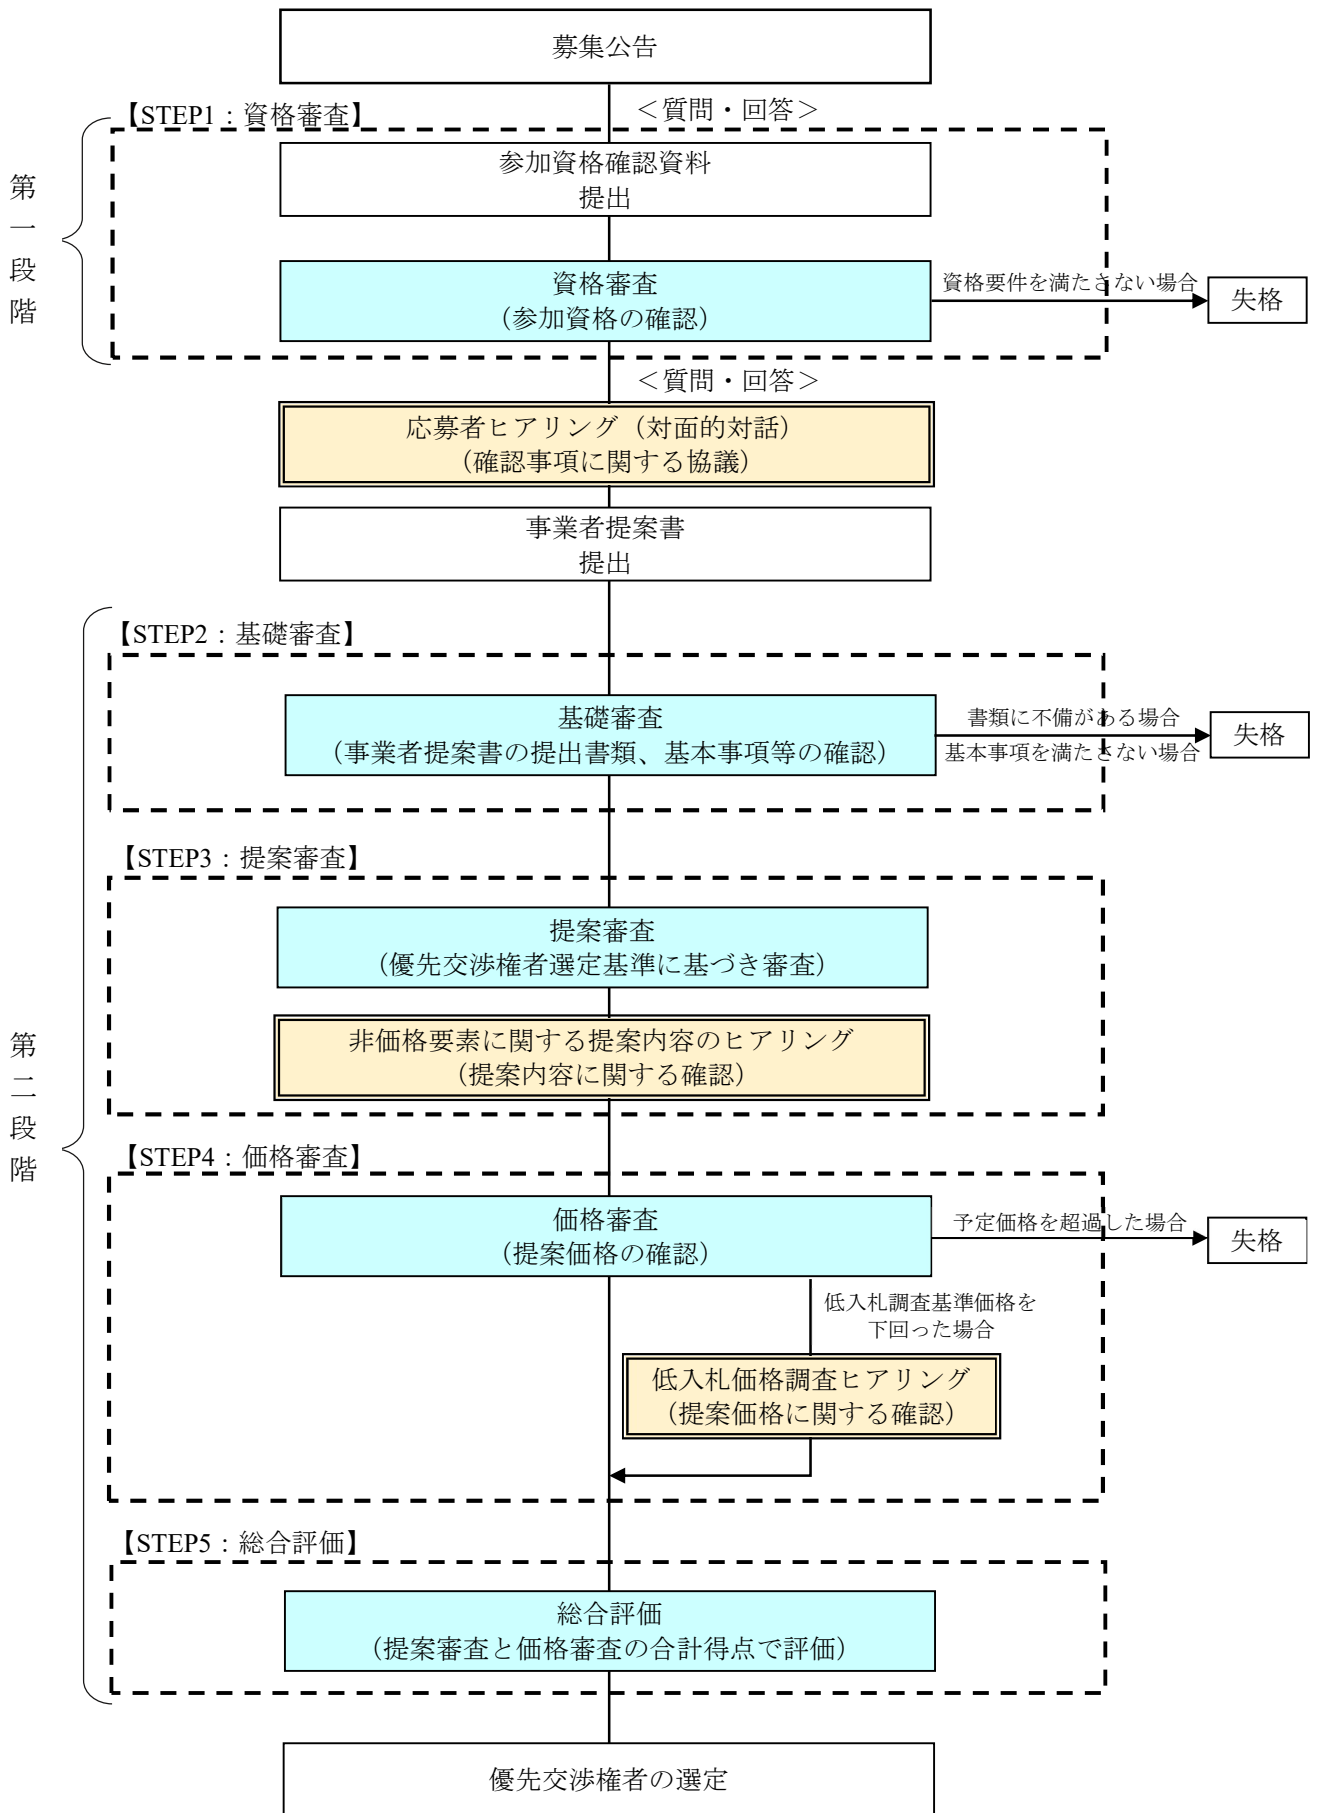 募集公告
＜質問・回答＞
【STEP1：資格審査】
第一段階
参加資格確認資料
提出
資格審査
（参加資格の確認）
資格要件を満たさない場合
失格
＜質問・回答＞
応募者ヒアリング（対面的対話）
（確認事項に関する協議）
事業者提案書
提出
第二段階
【STEP2：基礎審査】
基礎審査
（事業者提案書の提出書類、基本事項等の確認）
書類に不備がある場合
基本事項を満たさない場合
失格
【STEP3：提案審査】
提案審査
（優先交渉権者選定基準に基づき審査）
非価格要素に関する提案内容のヒアリング
（提案内容に関する確認）
【STEP4：価格審査】
価格審査
（提案価格の確認）
予定価格を超過した場合
失格
低入札調査基準価格を
下回った場合
低入札価格調査ヒアリング
（提案価格に関する確認）
【STEP5：総合評価】
総合評価
（提案審査と価格審査の合計得点で評価）
優先交渉権者の選定